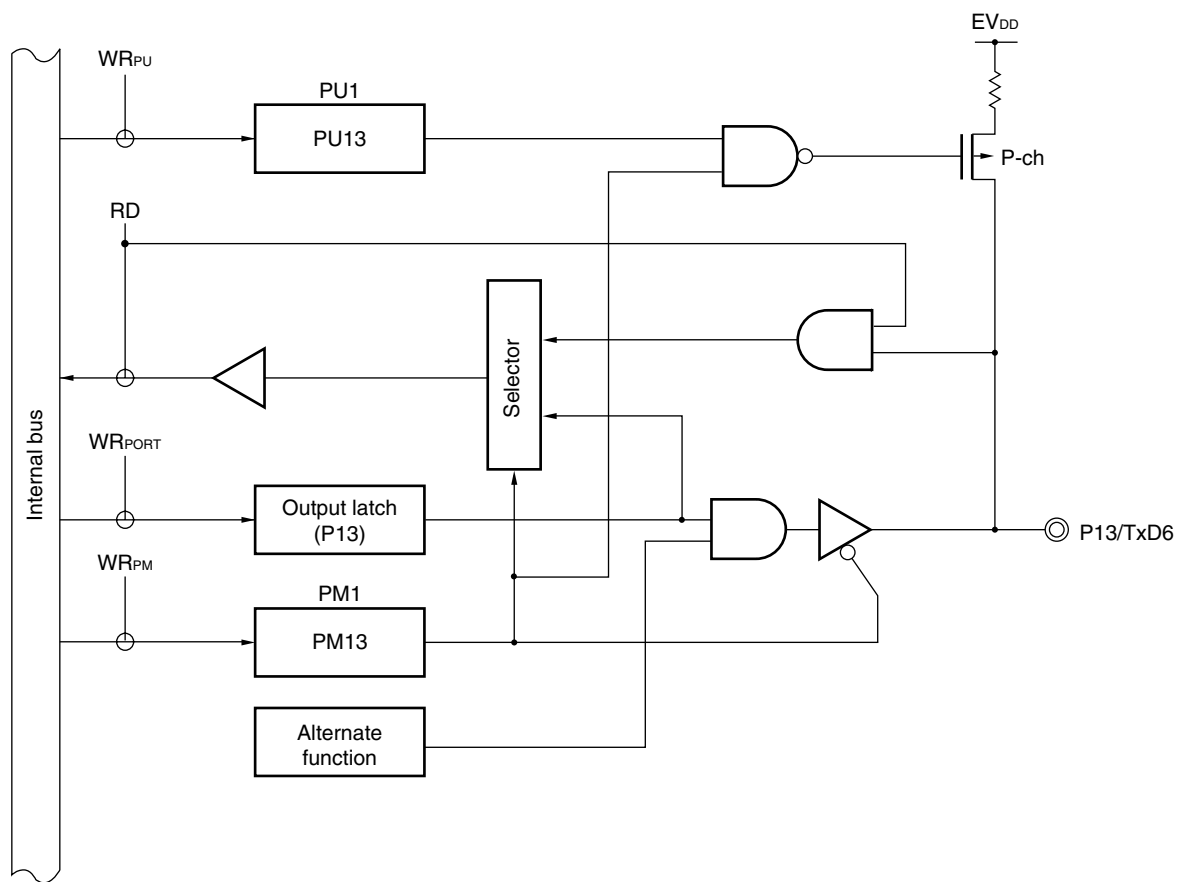 EVDD
WRPU
PU1
PU13
P-ch
RD
Selector
Internal bus
WRPORT
Output latch
(P13)
P13/TxD6
WRPM
PM1
PM13
Alternate
function